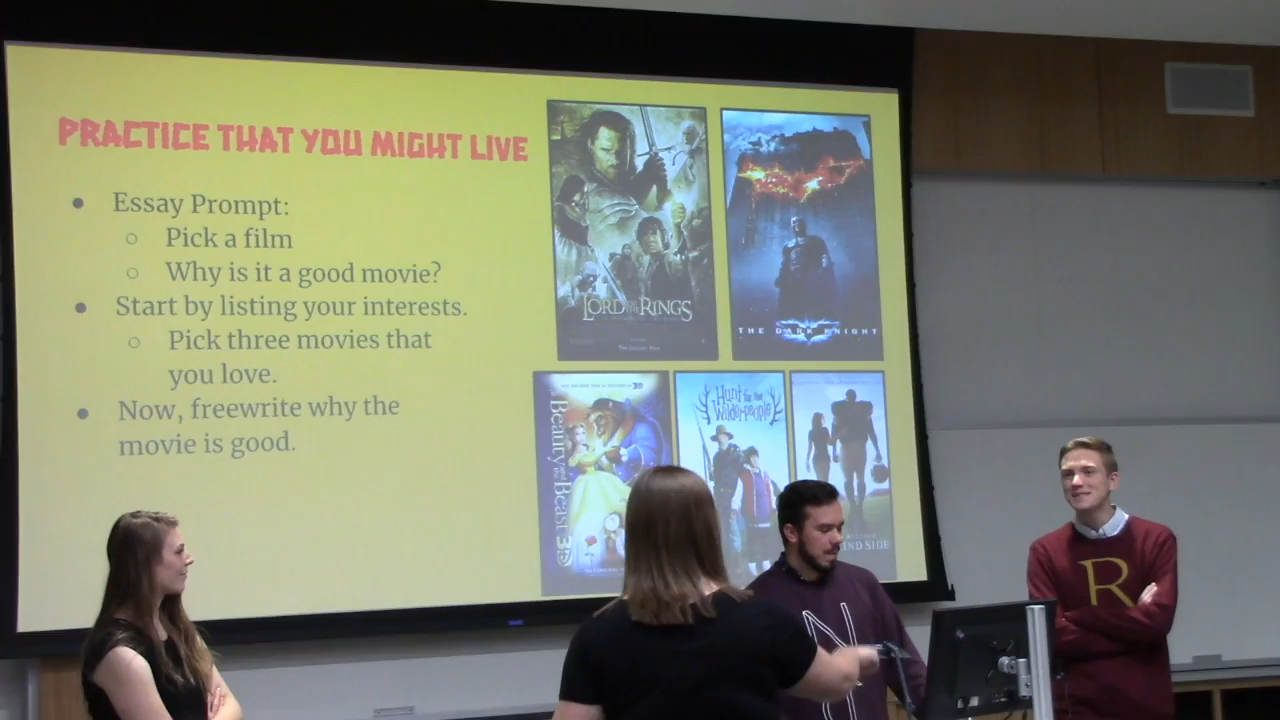 PRACTICE THAT YOU MIGHT LIVE
Essay Prompt:
Pick a film
Why is it a good movie?
Start by listing your interests.
Pick three movies that
you love.
Now, freewrite why the
movie is good.
LORD OF THE RINGS
THE DARK KNIGHT
Beauty and the Beast 3D
Hunt for the
Wilderpeople
IND SIDE
N
R